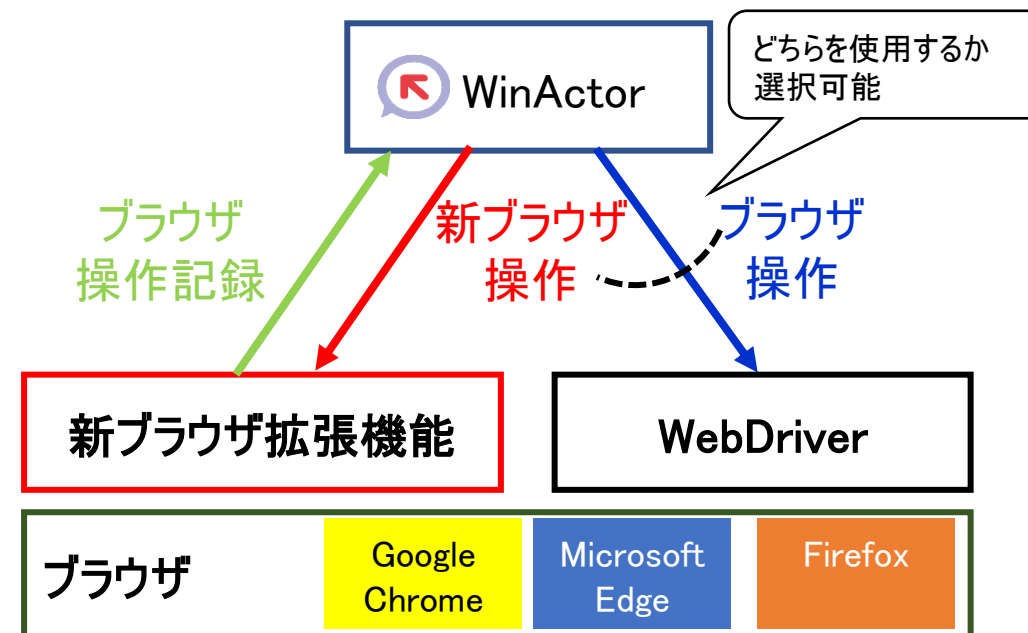 WinActor
どちらを使用するか
選択可能
ブラウザ
操作記録
新ブラウザ
操作
ブラウザ
操作
新ブラウザ拡張機能
WebDriver
ブラウザ
Google
Chrome
Microsoft
Edge
Firefox